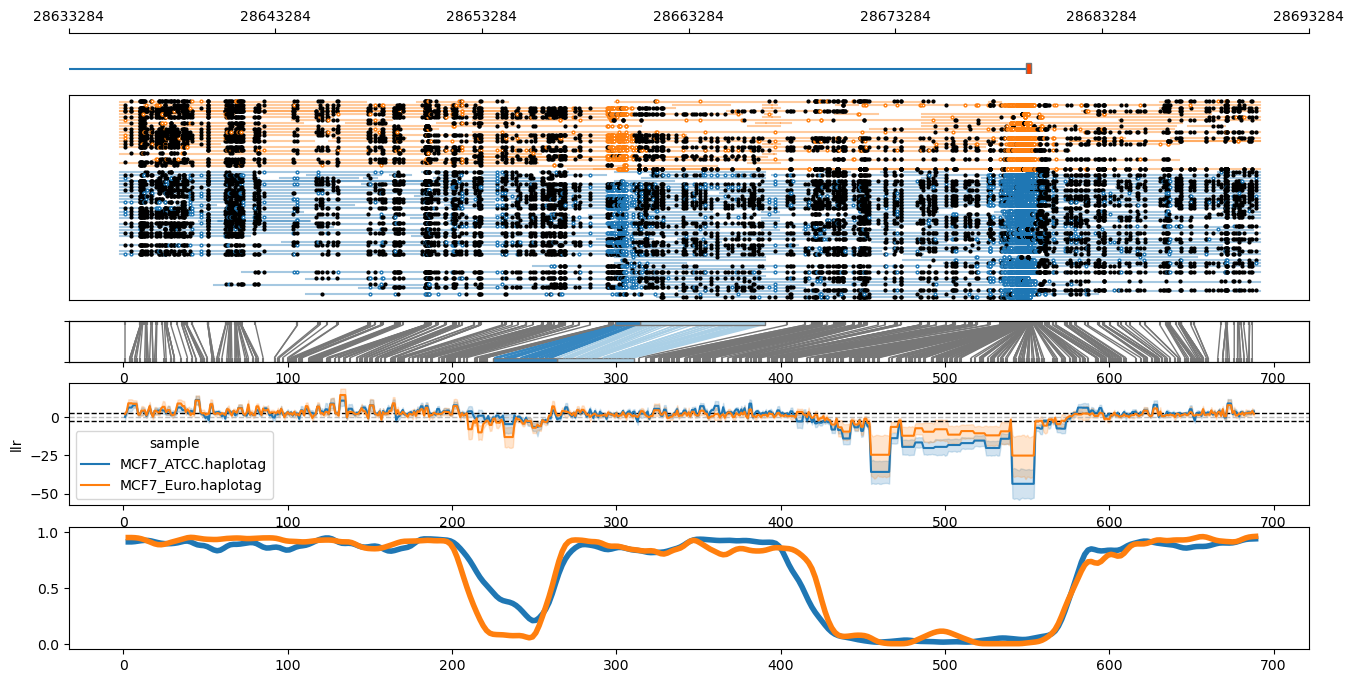 28633284 28643284 28653284 28663284 28673284 28683284 28693284
0 100 200 300 400 500 600 700
0
−25
−50
llr
sample
MCF7_ATCC.haplotag
MCF7_Euro.haplotag
0 100 200 300 400 500 600 700
1.0
0.5
0.0
0 100 200 300 400 500 600 700